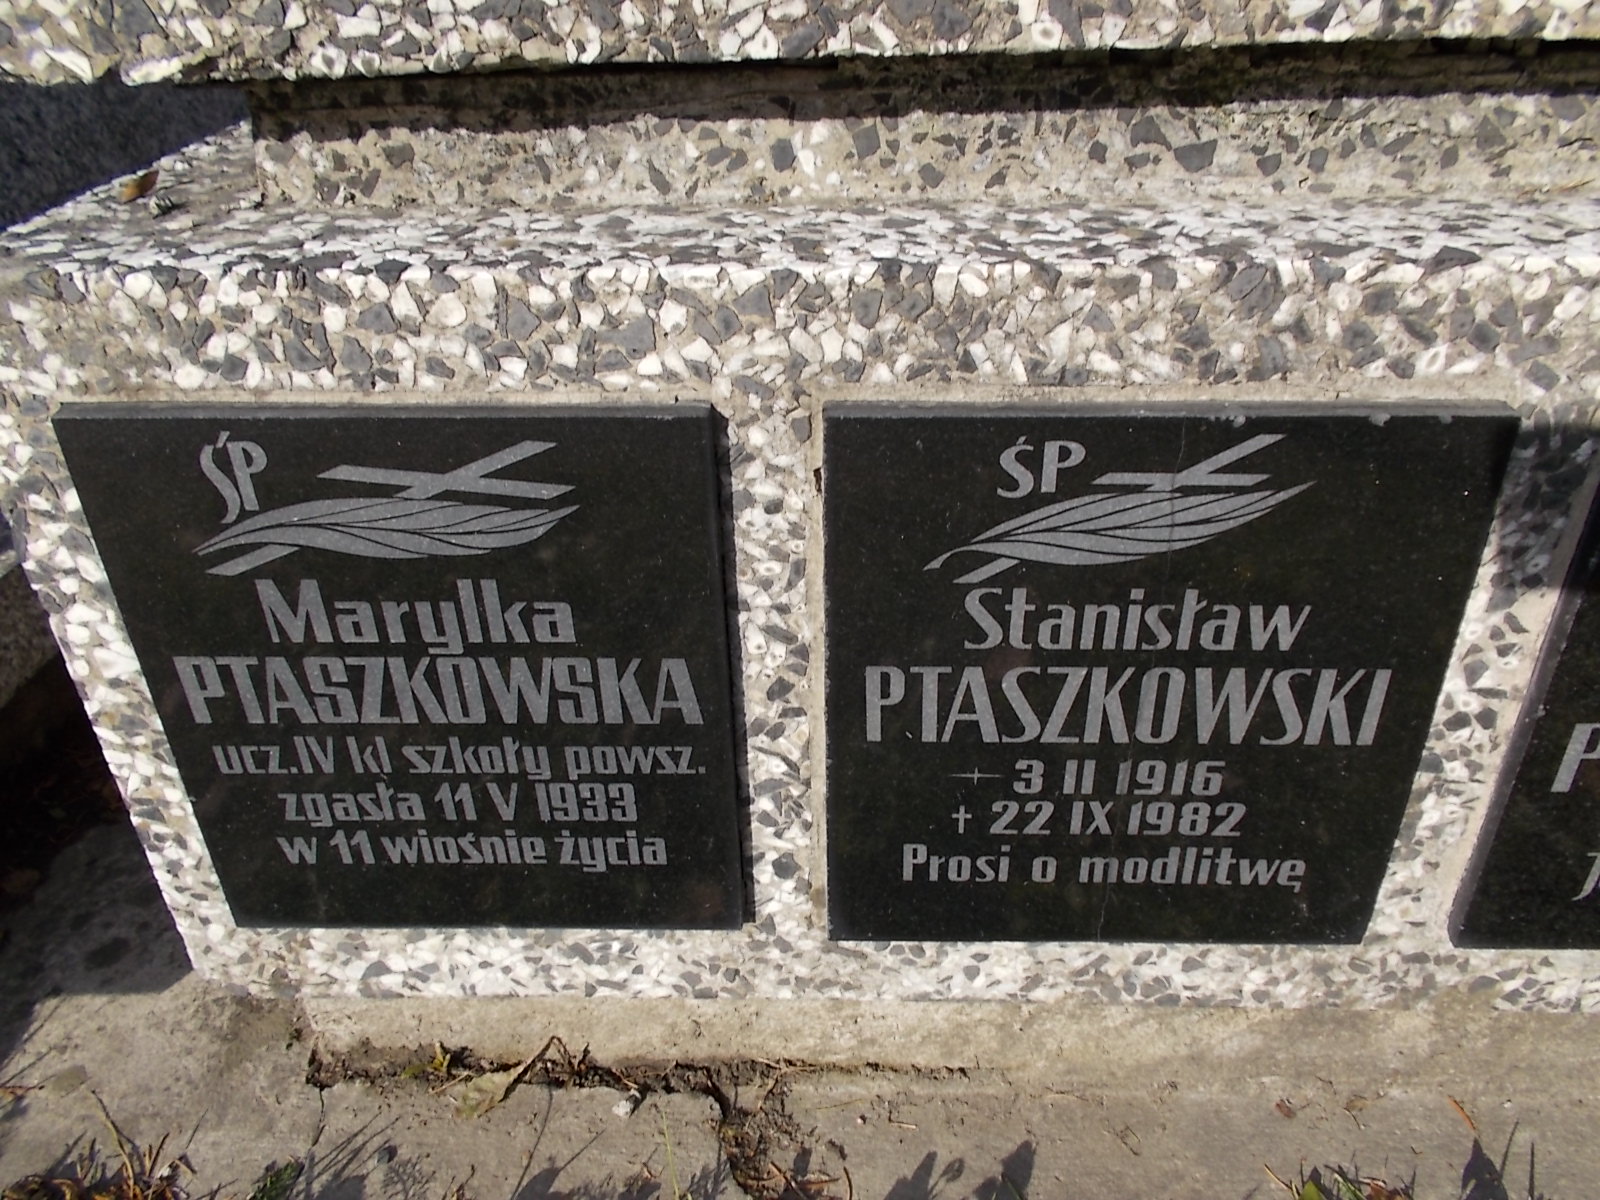 ŚP
Marylka
PTASZKOWSKA
ucz. IV kl szkoły powsz.
zgasła 11 V 1933
w 11 wiośnie życia
ŚP
Stanisław
PTASZKOWSKI
3 II 1916
+ 22 IX 1982
Prosi o modlitwę